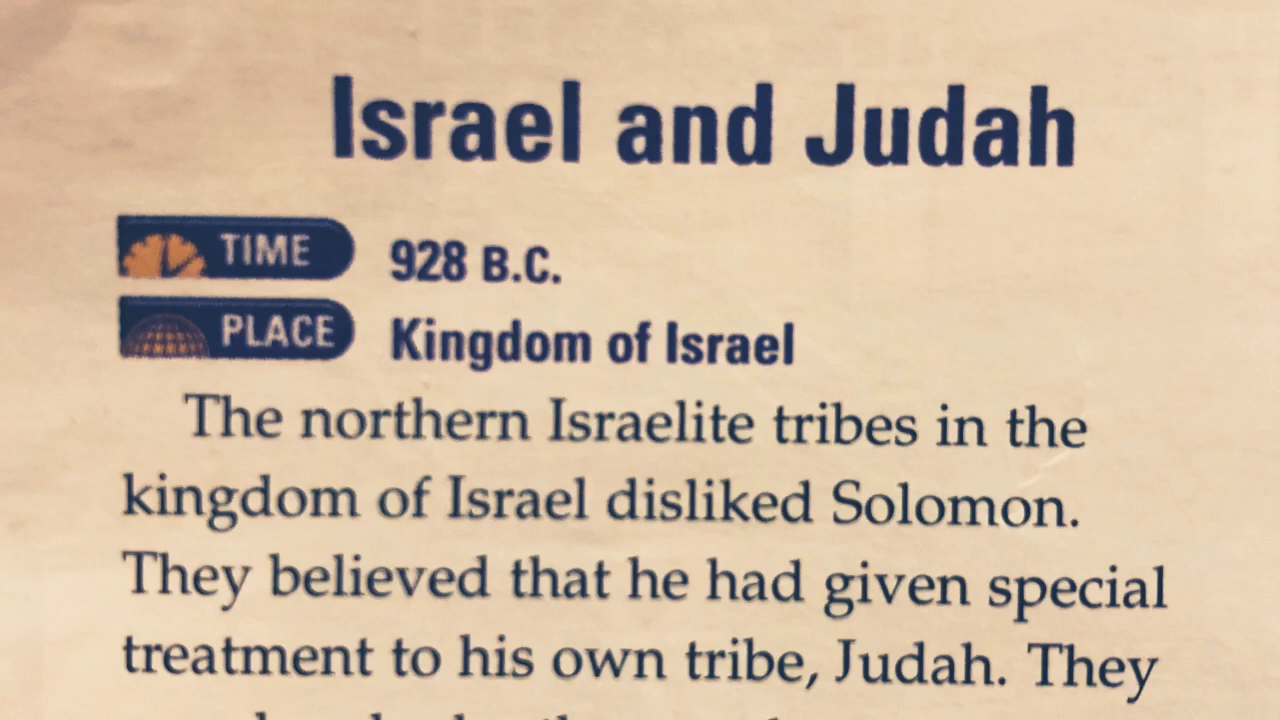 Israel and Judah
TIME 928 B.C.
PLACE Kingdom of Israel
The northern Israelite tribes in the
kingdom of Israel disliked Solomon.
They believed that he had given special
treatment to his own tribe, Judah. They